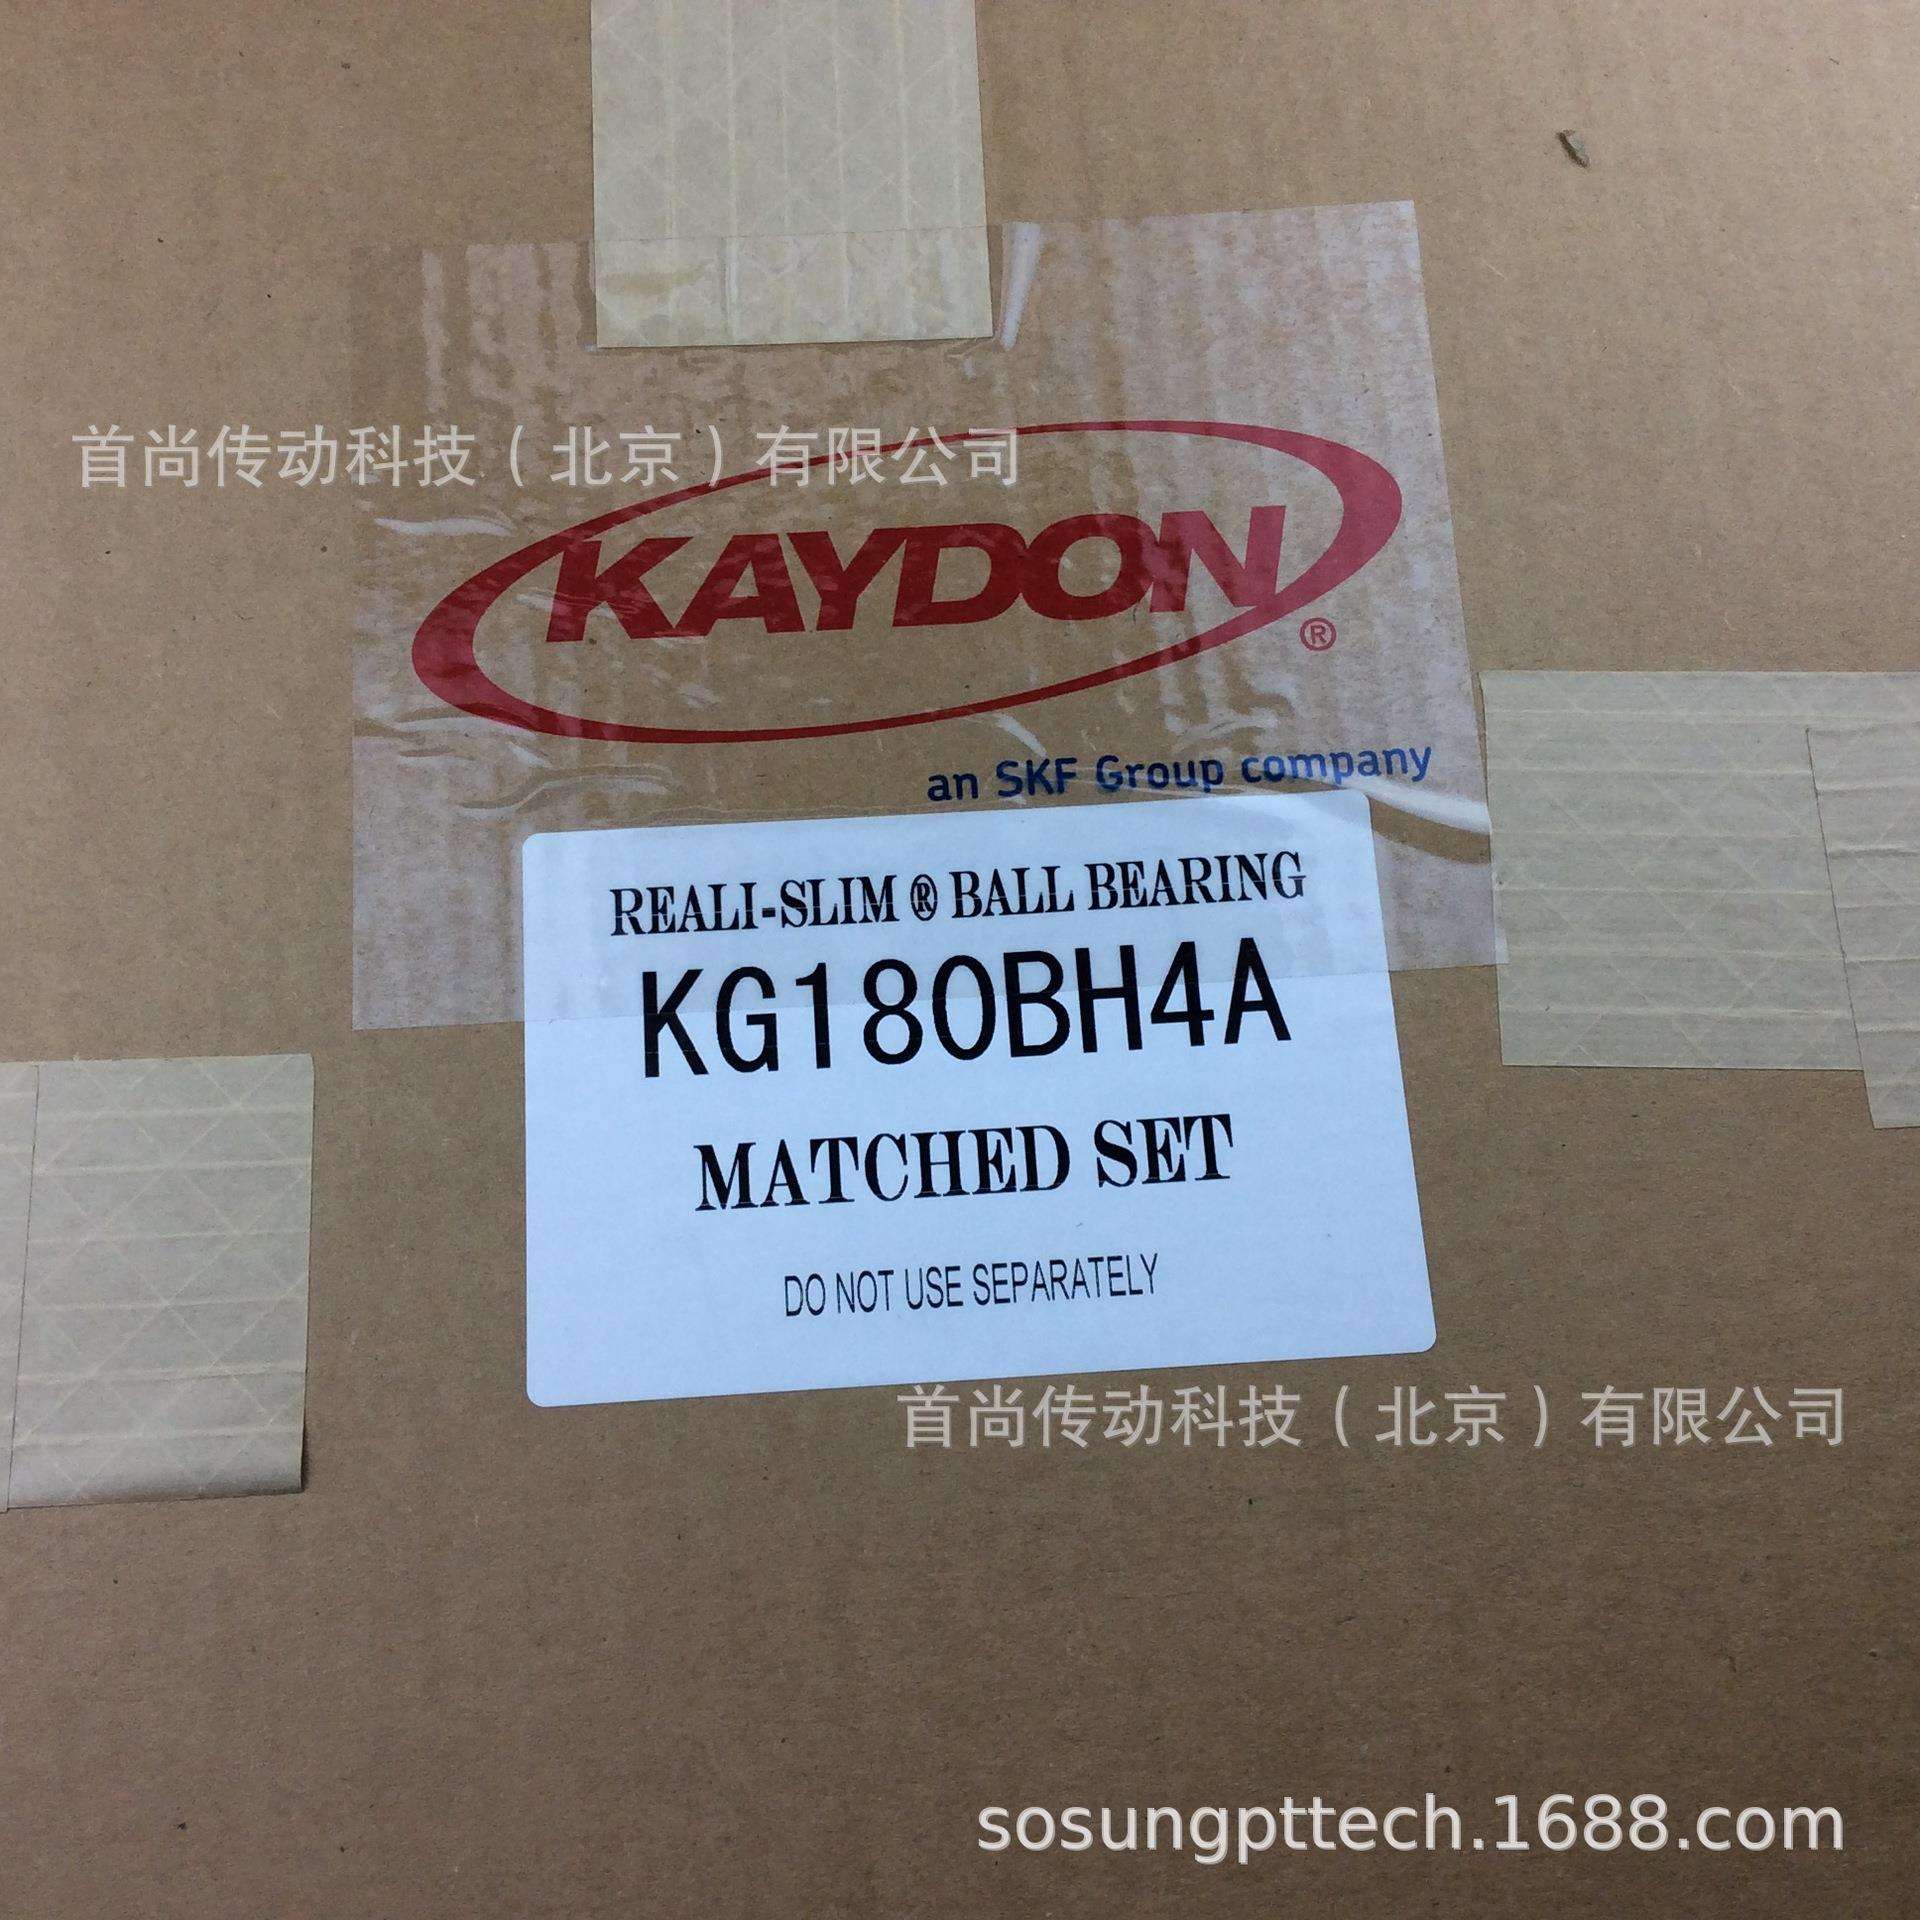 首尚传动科技（北京）有限公司
KAYDON®
an SKF Group company
REALI-SLIM ® BALL BEARING
KG180BH4A
MATCHED SET
DO NOT USE SEPARATELY
首尚传动科技（北京）有限公司
sosungpttech.1688.com